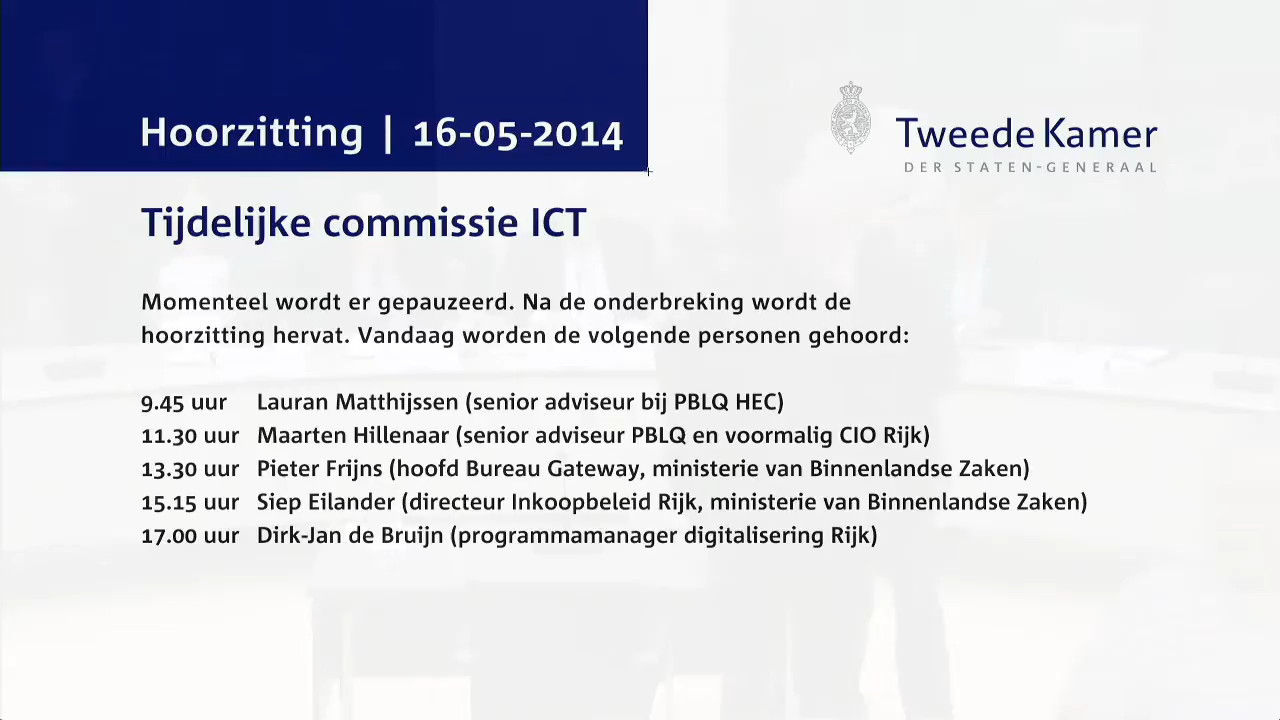 Hoorzitting | 16-05-2014
Tweede Kamer
DER STATEN-GENERAAL
Tijdelijke commissie ICT
Momenteel wordt er gepauzeerd. Na de onderbreking wordt de
hoorzitting hervat. Vandaag worden de volgende personen gehoord:
9.45 uur Lauran Matthijssen (senior adviseur bij PBLQ HEC)
11.30 uur Maarten Hillenaar (senior adviseur PBLQ en voormalig CIO Rijk)
13.30 uur Pieter Frijns (hoofd Bureau Gateway, ministerie van Binnenlandse Zaken)
15.15 uur Siep Eilander (directeur Inkoopbeleid Rijk, ministerie van Binnenlandse Zaken)
17.00 uur Dirk-Jan de Bruijn (programmamanager digitalisering Rijk)